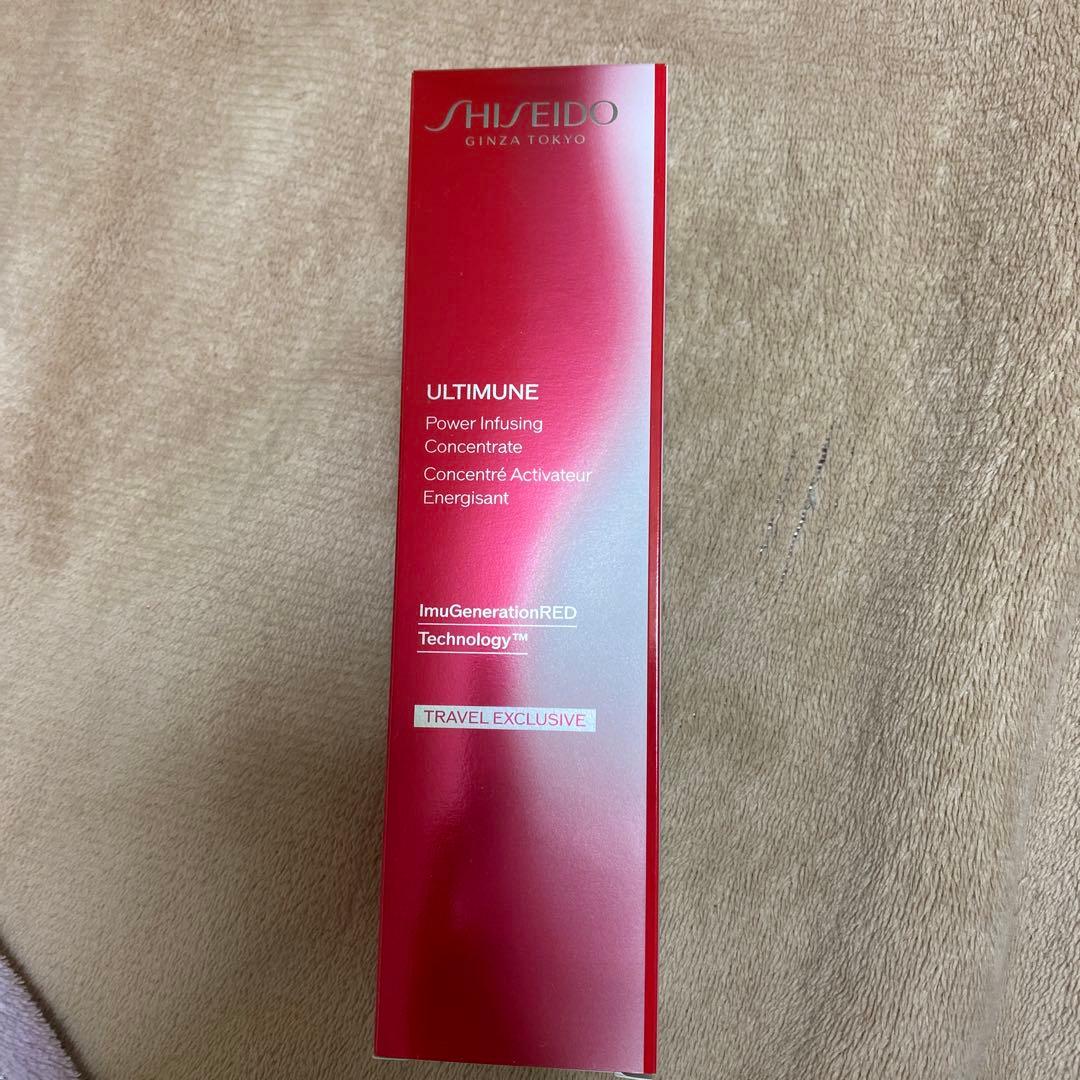 SHISEIDO
GINZA TOKYO
ULTIMUNE
Power Infusing
Concentrate
Concentré Activateur
Energisant
ImuGenerationRED
Technology™
TRAVEL EXCLUSIVE